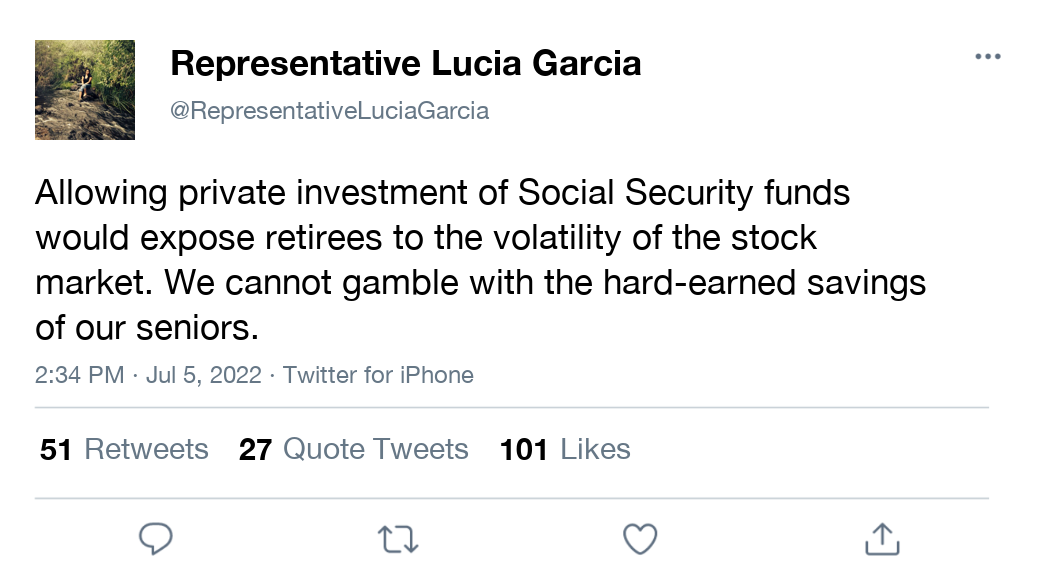 Representative Lucia Garcia
@RepresentativeLuciaGarcia
Allowing private investment of Social Security funds
would expose retirees to the volatility of the stock
market. We cannot gamble with the hard-earned savings
of our seniors.
2:34 PM · Jul 5, 2022 · Twitter for iPhone
51 Retweets 27 Quote Tweets 101 Likes